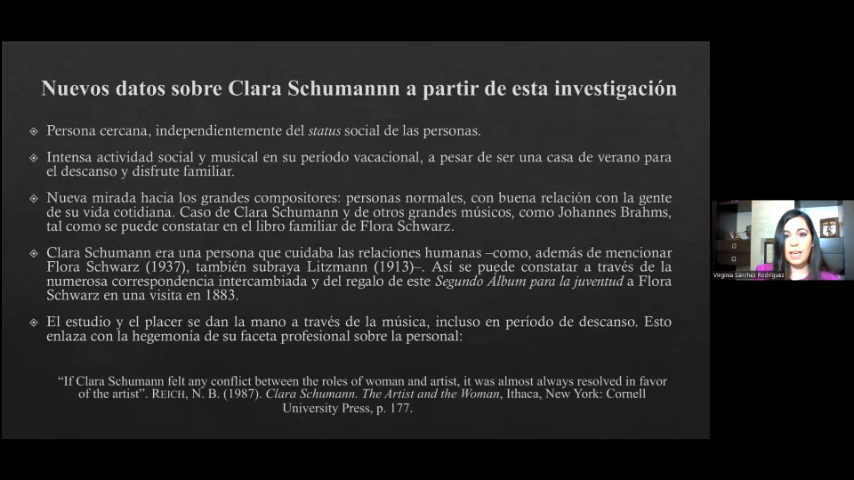 Nuevos datos sobre Clara Schumannn a partir de esta investigación
Persona cercana, independientemente del status social de las personas.
Intensa actividad social y musical en su período vacacional, a pesar de ser una casa de verano para
el descanso y disfrute familiar.
Nueva mirada hacia los grandes compositores: personas normales, con buena relación con la gente
de su vida cotidiana. Caso de Clara Schumann y de otros grandes músicos, como Johannes Brahms,
tal como se puede constatar en el libro familiar de Flora Schwarz.
Clara Schumann era una persona que cuidaba las relaciones humanas –como, además de mencionar
Flora Schwarz (1937), también subraya Litzmann (1913)–. Así se puede constatar a través de la
numerosa correspondencia intercambiada y del regalo de este Segundo Álbum para la juventud a Flora
Schwarz en una visita en 1883.
El estudio y el placer se dan la mano a través de la música, incluso en período de descanso. Esto
enlaza con la hegemonía de su faceta profesional sobre la personal:
“If Clara Schumann felt any conflict between the roles of woman and artist, it was almost always resolved in favor
of the artist”. REICH, N. B. (1987). Clara Schumann. The Artist and the Woman, Ithaca, New York: Cornell
University Press, p. 177.
Virginia Sánchez Rodríguez